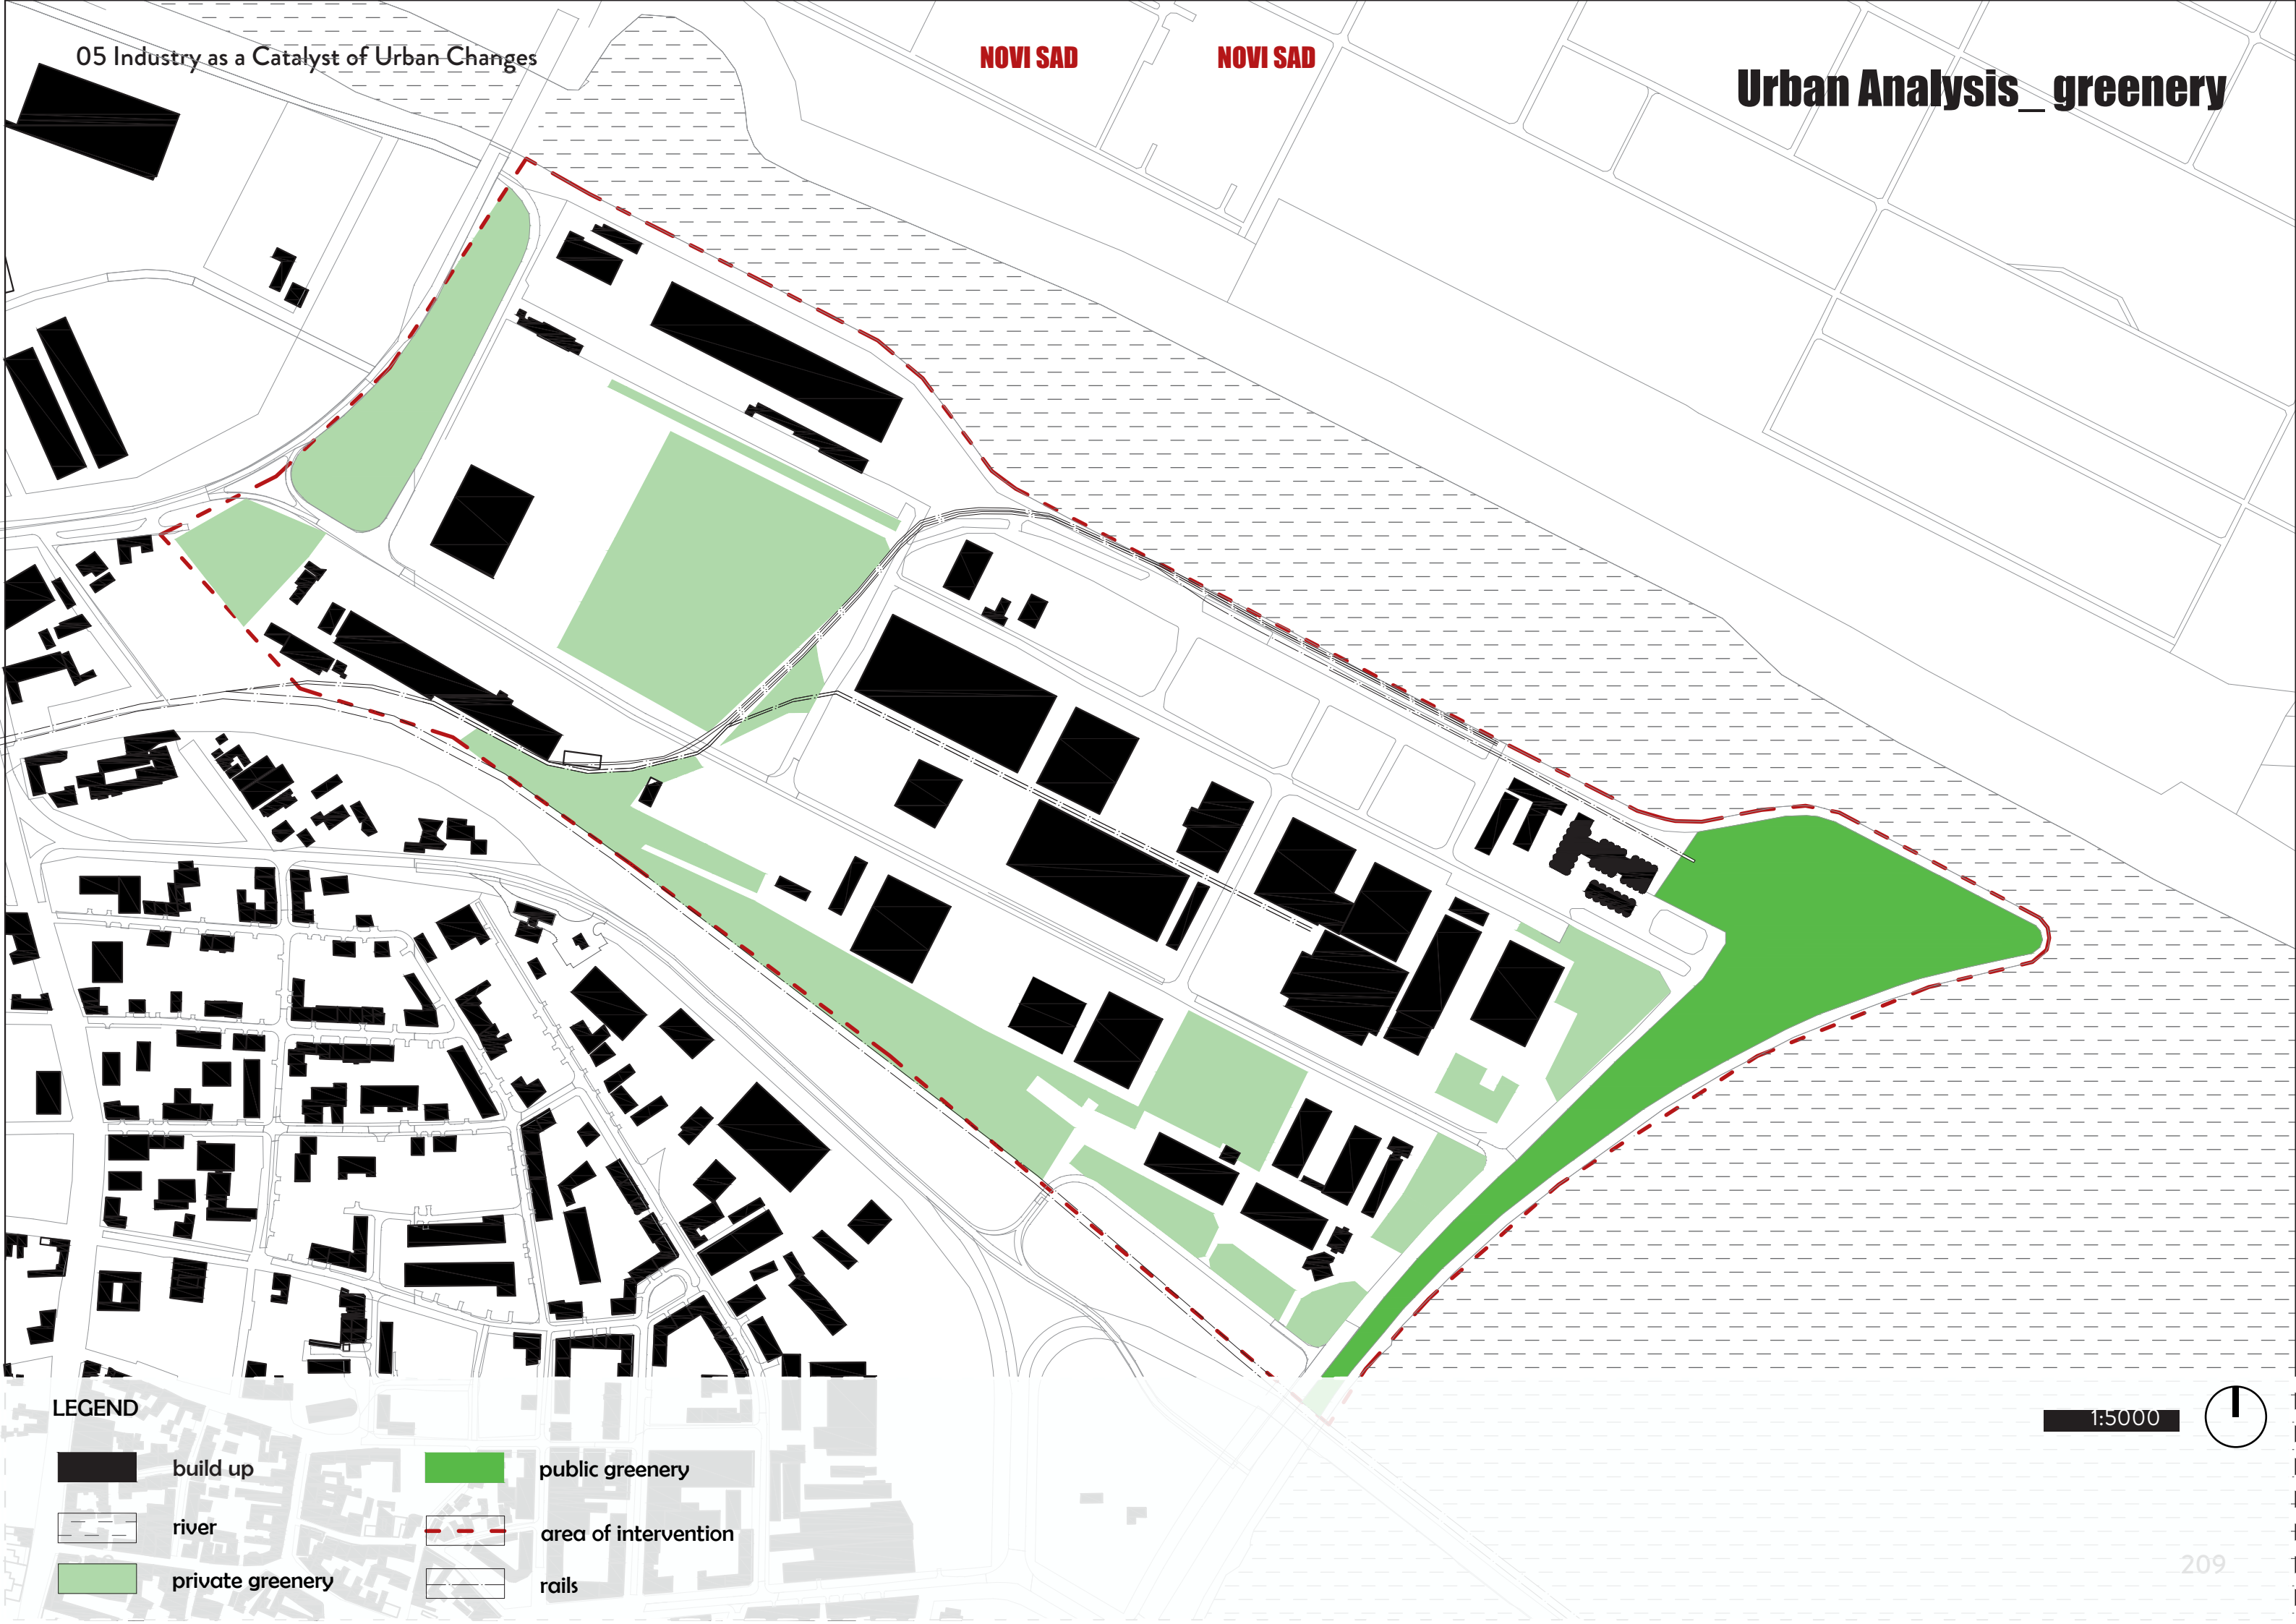 05 Industry as a Catalyst of Urban Changes
NOVI SAD
NOVI SAD
Urban Analysis_ greenery
LEGEND
build up
river
private greenery
public greenery
area of intervention
rails
1:5000
209